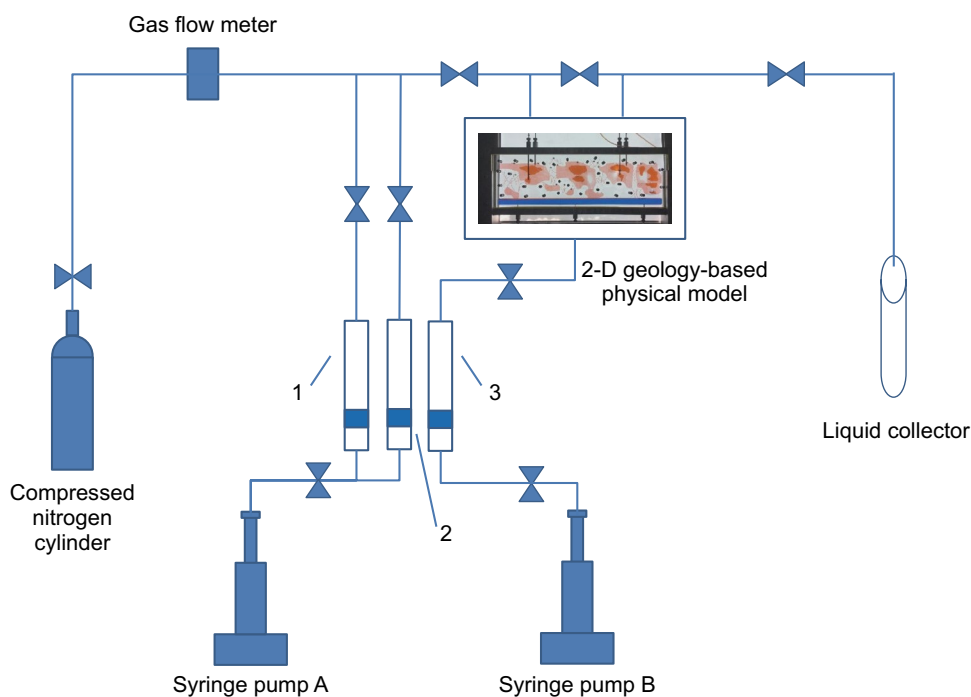 Gas flow meter
2-D geology-based
physical model
1
3
Liquid collector
Compressed
nitrogen
cylinder
2
Syringe pump A
Syringe pump B